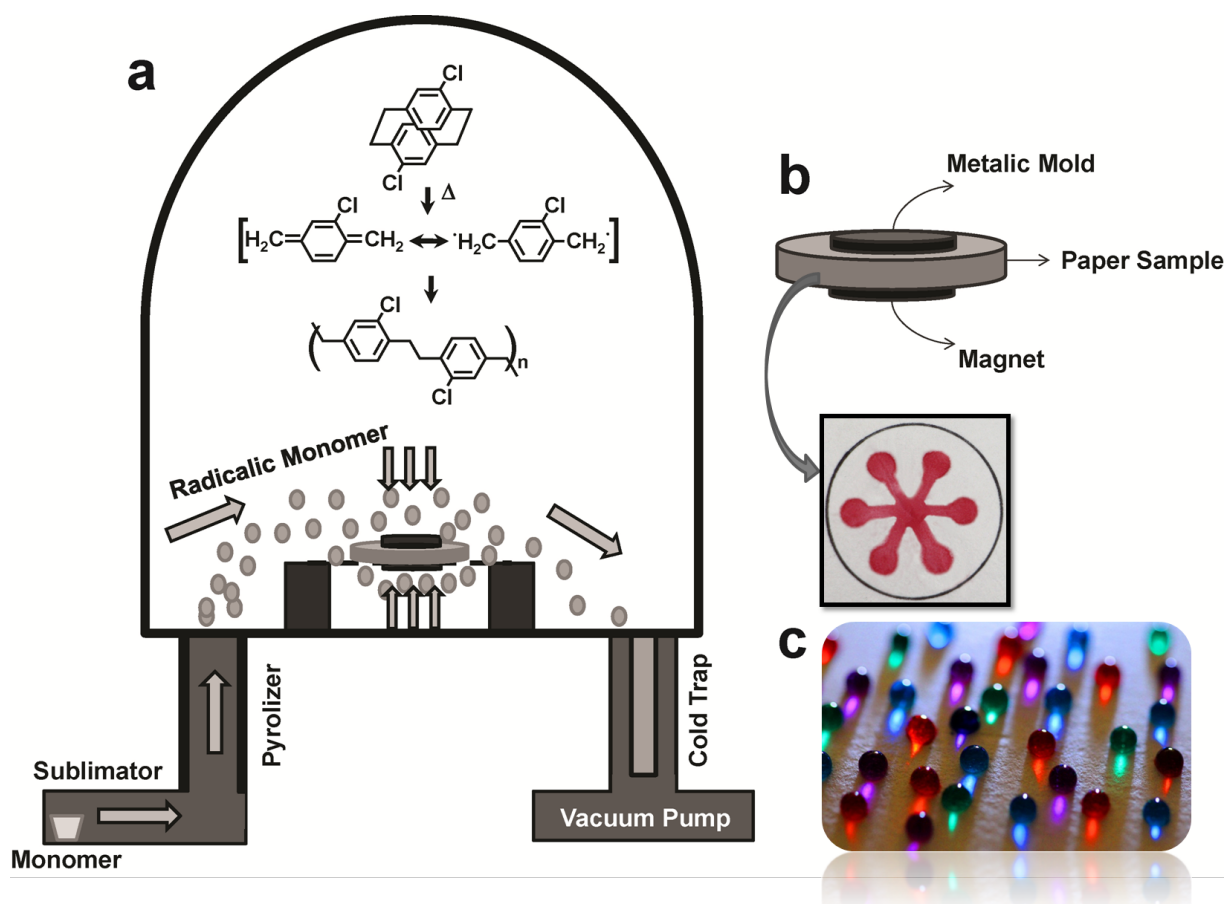 a
Cl
Cl
Δ
Cl
Cl
[H₂C=
=CH₂
·H₂C
CH₂·]
Cl
( )n
Cl
Radicalic Monomer
Pyrolizer
Sublimator
Monomer
Cold Trap
Vacuum Pump
b
Metalic Mold
Paper Sample
Magnet
c